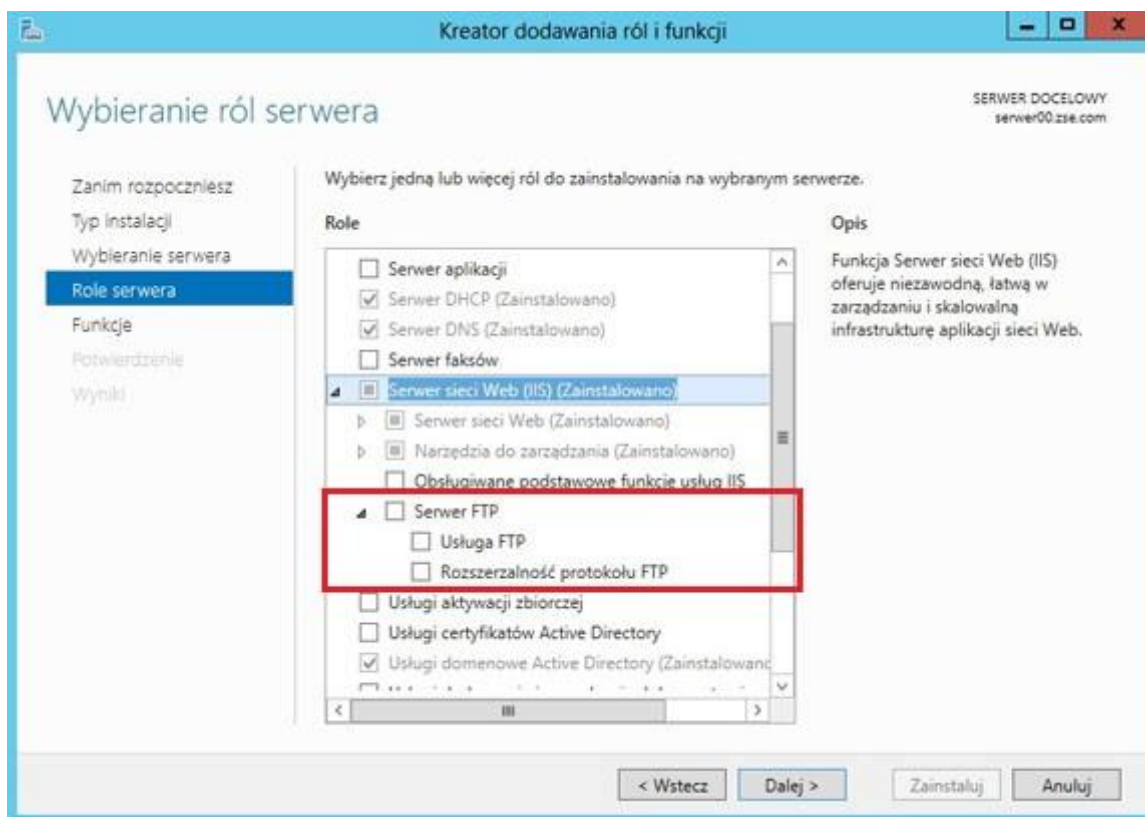 Kreator dodawania ról i funkcji
Wybieranie ról serwera
SERWER DOCELOWY
serwer00.zse.com
Zanim rozpoczniesz
Typ instalacji
Wybieranie serwera
Role serwera
Funkcje
Potwierdzenie
Wyniki
Wybierz jedną lub więcej ról do zainstalowania na wybranym serwerze.
Role
Serwer aplikacji
Serwer DHCP (Zainstalowano)
Serwer DNS (Zainstalowano)
Serwer faksów
Serwer sieci Web (IIS) (Zainstalowano)
Serwer sieci Web (Zainstalowano)
Narzędzia do zarządzania (Zainstalowano)
Obsługiwane podstawowe funkcje usług IIS
Serwer FTP
Usługa FTP
Rozszerzalność protokołu FTP
Usługi aktywacji zbiorczej
Usługi certyfikatów Active Directory
Usługi domenowe Active Directory (Zainstalowanc
Opis
Funkcja Serwer sieci Web (IIS)
oferuje niezawodną, łatwą w
zarządzaniu i skalowalną
infrastrukturę aplikacji sieci Web.
< Wstecz
Dalej >
Zainstaluj
Anuluj